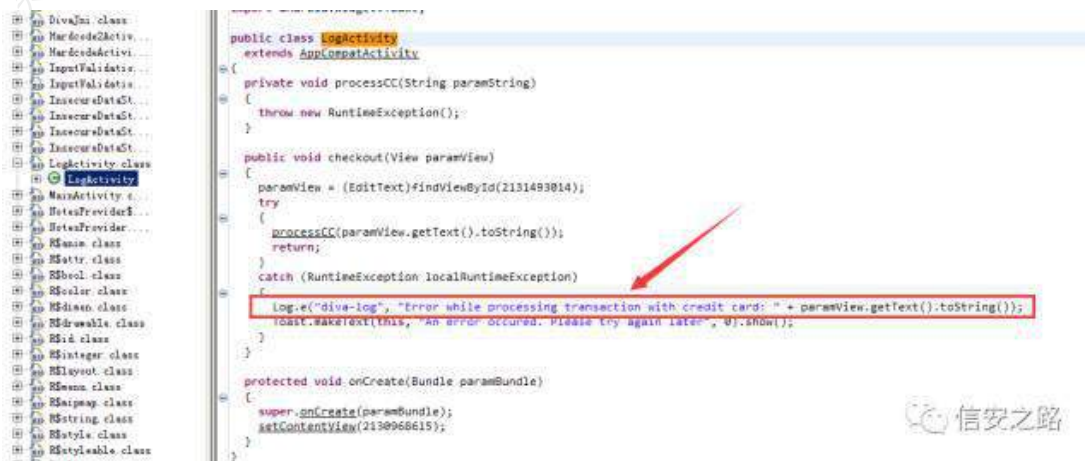 DivaJni.class
Hardcode2Activ...
HardcodeActivi...
InputValidatio...
InputValidatio...
InsecureDataSt...
InsecureDataSt...
InsecureDataSt...
InsecureDataSt...
LogActivity.class
LogActivity
MainActivity.c...
NotesProvider$...
NotesProvider....
R$anim.class
R$attr.class
R$bool.class
R$color.class
R$dimen.class
R$drawable.class
R$id.class
R$integer.class
R$layout.class
R$menu.class
R$mipmap.class
R$string.class
R$style.class
R$styleable.class
public class LogActivity
extends AppCompatActivity
{
private void processCC(String paramString)
{
throw new RuntimeException();
}
public void checkout(View paramView)
{
paramView = (EditText)findViewById(2131493014);
try
{
processCC(paramView.getText().toString());
return;
}
catch (RuntimeException localRuntimeException)
{
Log.e("diva-log", "Error while processing transaction with credit card: " + paramView.getText().toString());
Toast.makeText(this, "An error occured. Please try again later", 0).show();
}
}
protected void onCreate(Bundle paramBundle)
{
super.onCreate(paramBundle);
setContentView(2130968615);
}
}
信安之路